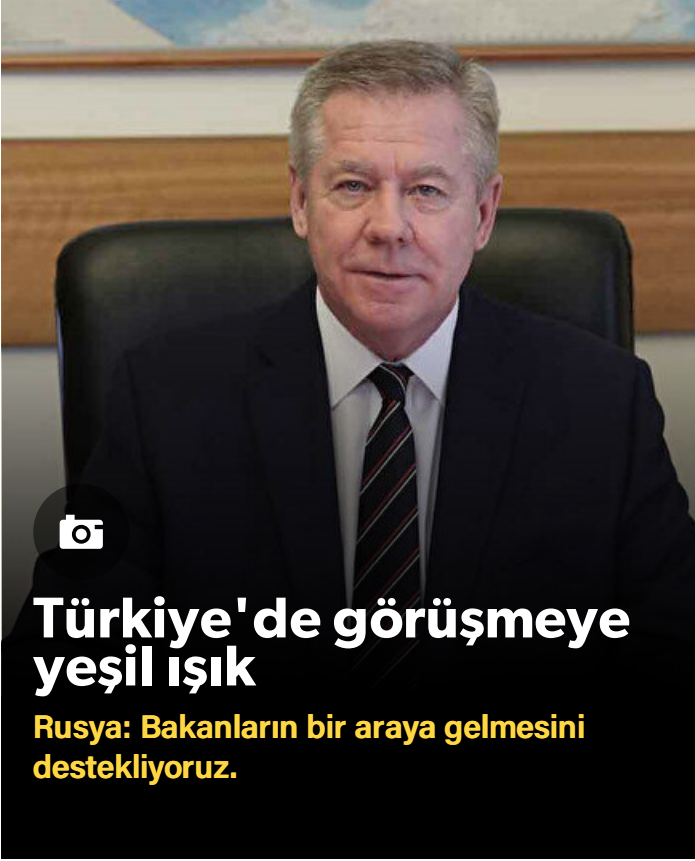 Türkiye'de görüşmeye
yeşil ışık
Rusya: Bakanların bir araya gelmesini
destekliyoruz.